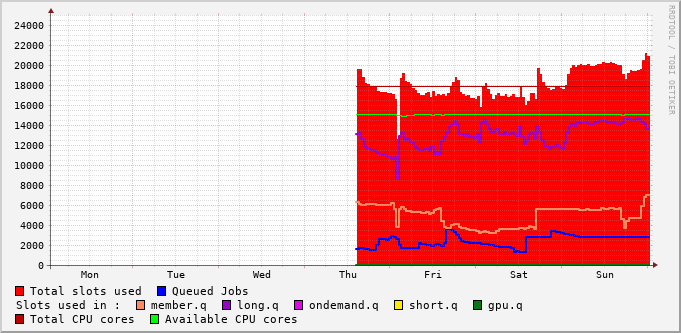 RRDTOOL / TOBI OETIKER
24000
22000
20000
18000
16000
14000
12000
10000
8000
6000
4000
2000
0
Mon Tue Wed Thu Fri Sat Sun
Total slots used Queued Jobs
Slots used in : member.q long.q ondemand.q short.q gpu.q
Total CPU cores Available CPU cores